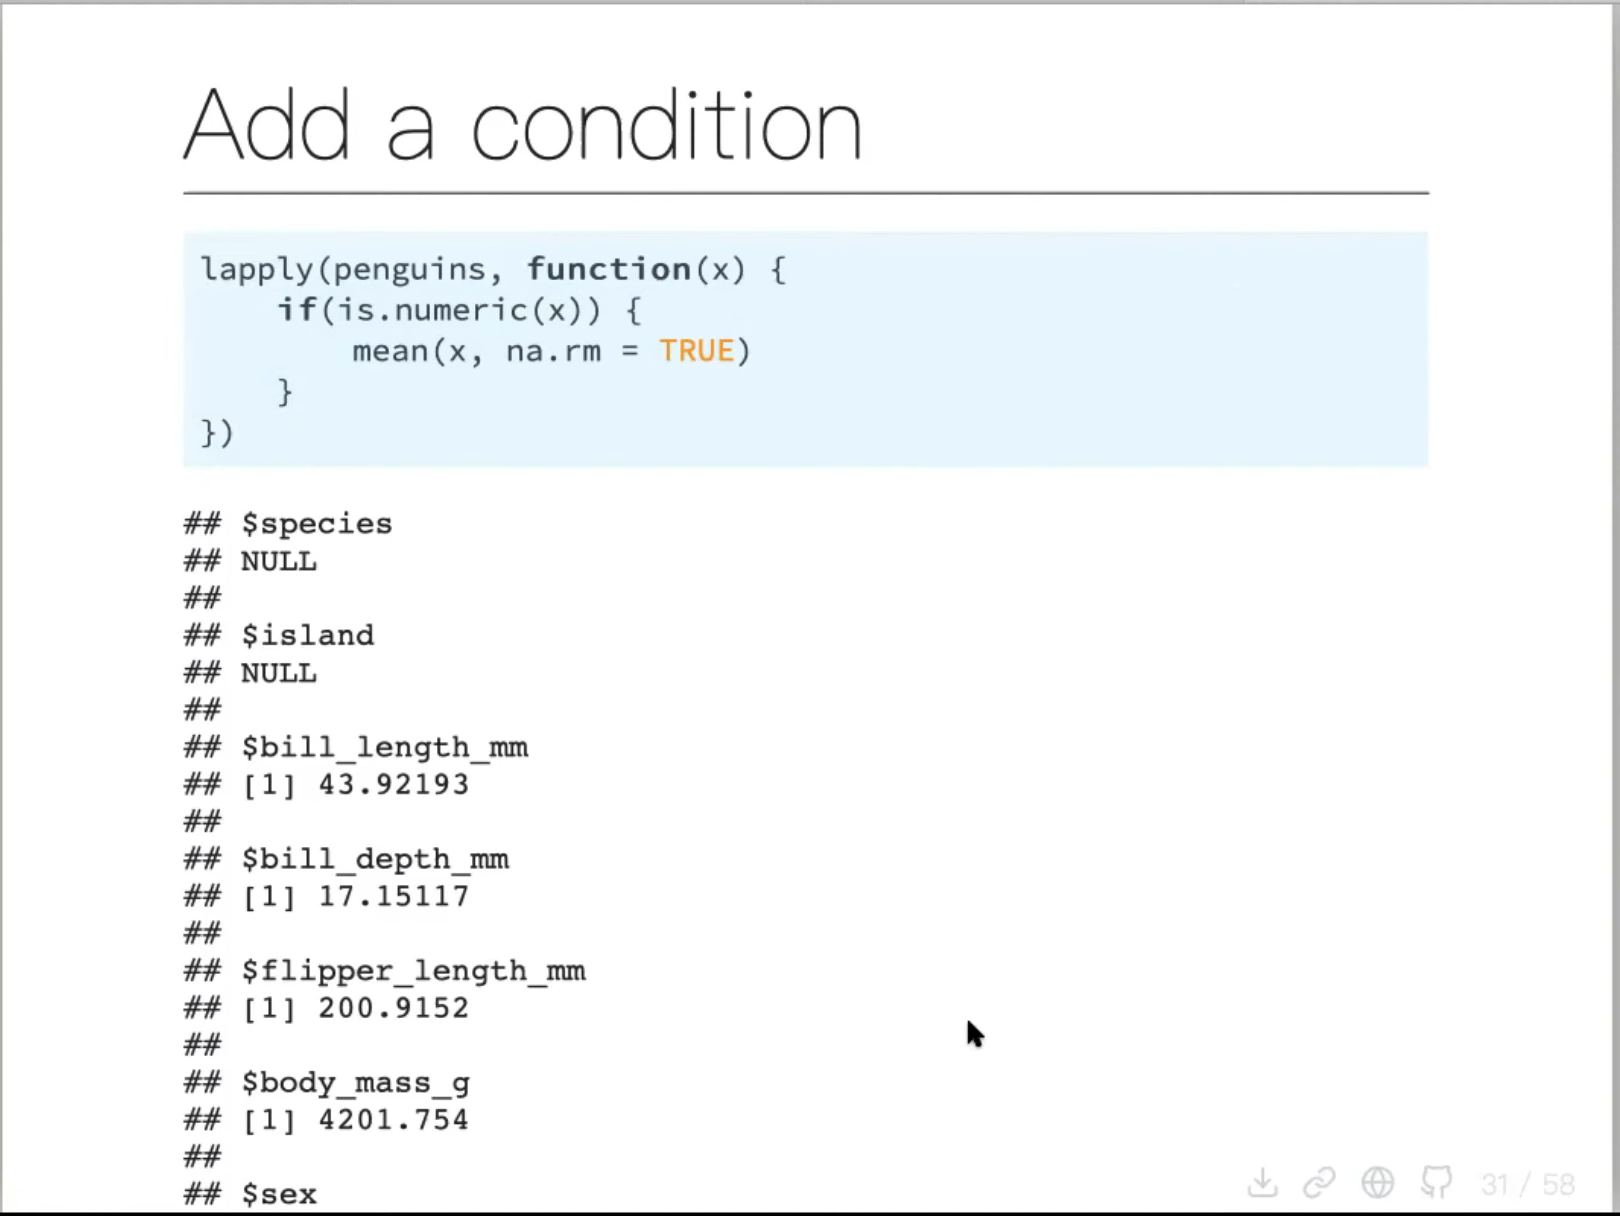 Add a condition
lapply(penguins, function(x) {
    if(is.numeric(x)) {
        mean(x, na.rm = TRUE)
    }
})
## $species
## NULL
##
## $island
## NULL
##
## $bill_length_mm
## [1] 43.92193
##
## $bill_depth_mm
## [1] 17.15117
##
## $flipper_length_mm
## [1] 200.9152
##
## $body_mass_g
## [1] 4201.754
##
## $sex
31 / 58